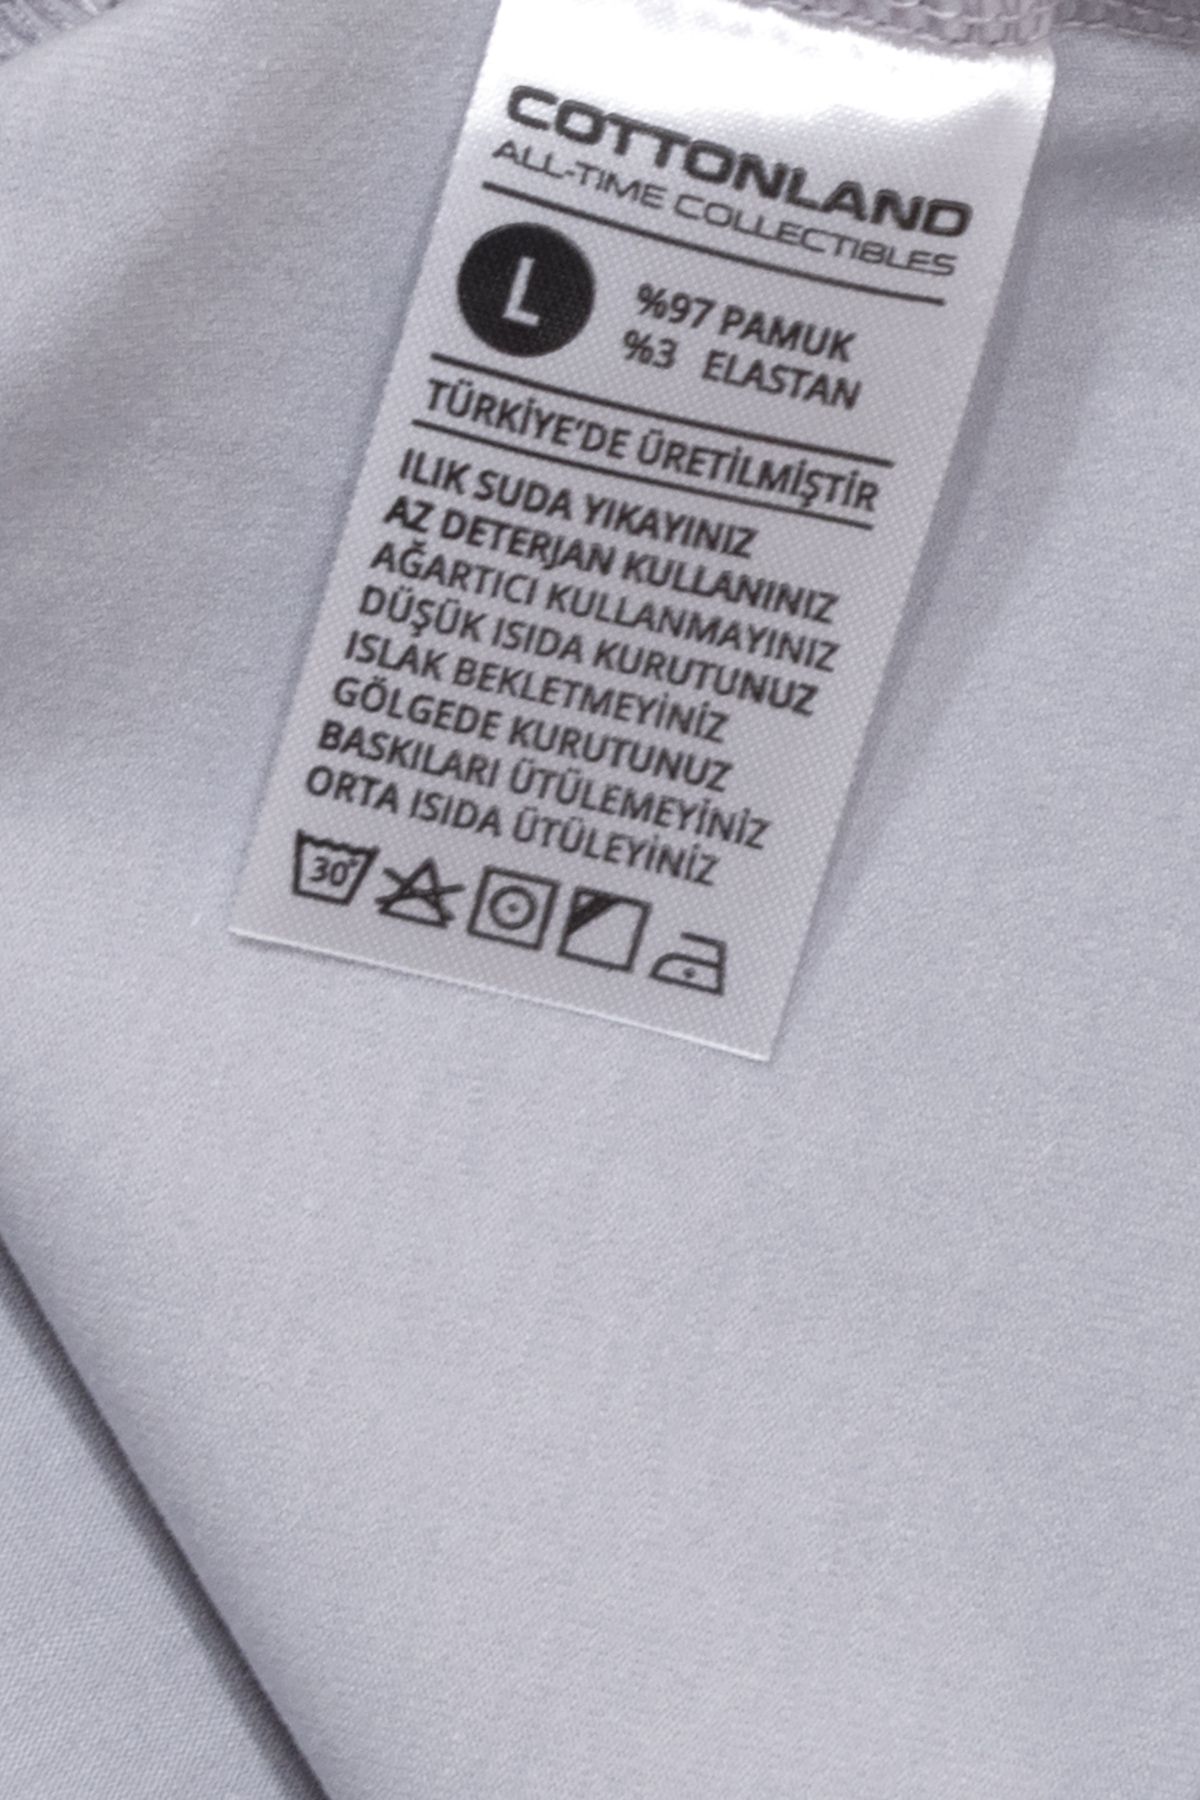 COTTONLAND
ALL-TIME COLLECTIBLES
L
%97 PAMUK
%3 ELASTAN
TÜRKİYE'DE ÜRETİLMİŞTİR
ILIK SUDA YIKAYINIZ
AZ DETERJAN KULLANINIZ
AĞARTICI KULLANMAYINIZ
DÜŞÜK ISIDA KURUTUNUZ
ISLAK BEKLETMEYİNİZ
GÖLGEDE KURUTUNUZ
BASKILARI ÜTÜLEMEYİNİZ
ORTA ISIDA ÜTÜLEYİNİZ
30°